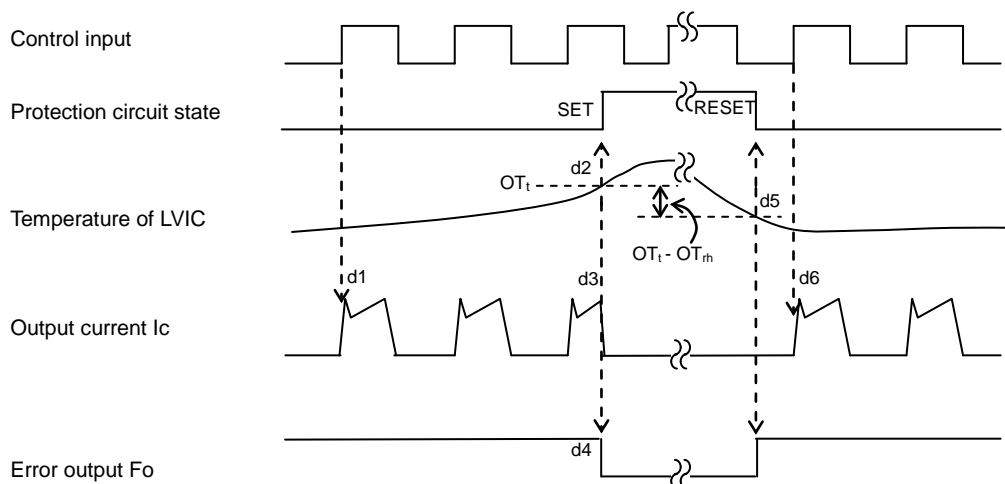 Control input
Protection circuit state
SET
RESET
d2
OTt
d5
Temperature of LVIC
OTt - OTrh
d1
d3
d6
Output current Ic
d4
Error output Fo